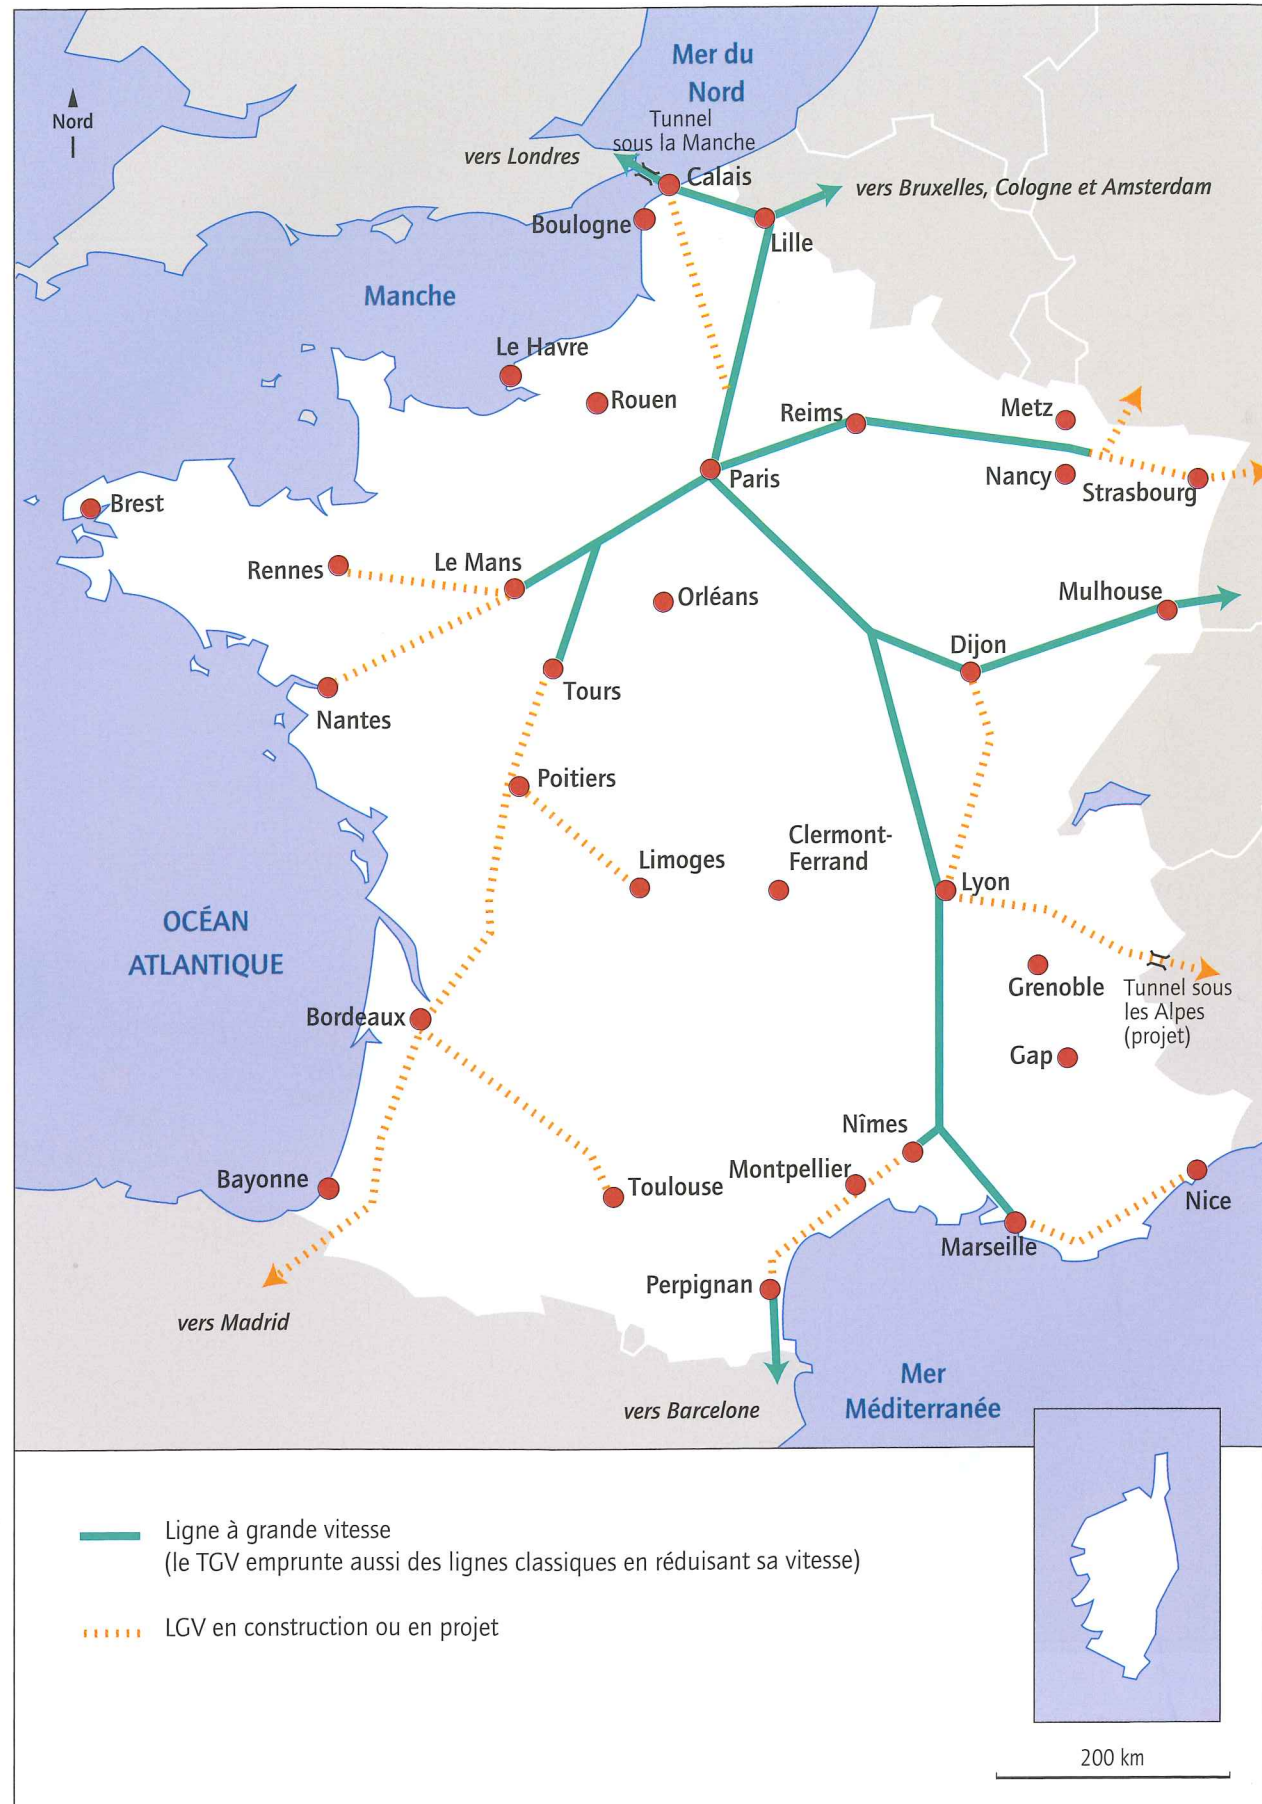 Mer du
Nord
Nord
Tunnel
sous la Manche
vers Londres
Calais
vers Bruxelles, Cologne et Amsterdam
Boulogne
Lille
Manche
Le Havre
Rouen
Reims
Metz
Paris
Nancy
Strasbourg
Brest
Rennes
Le Mans
Orléans
Mulhouse
Dijon
Tours
Nantes
Poitiers
Clermont-
Ferrand
Limoges
Lyon
OCÉAN
ATLANTIQUE
Grenoble
Tunnel sous
les Alpes
(projet)
Bordeaux
Gap
Nîmes
Montpellier
Bayonne
Toulouse
Nice
Marseille
Perpignan
vers Madrid
Mer
Méditerranée
vers Barcelone
Ligne à grande vitesse
(le TGV emprunte aussi des lignes classiques en réduisant sa vitesse)
LGV en construction ou en projet
200 km